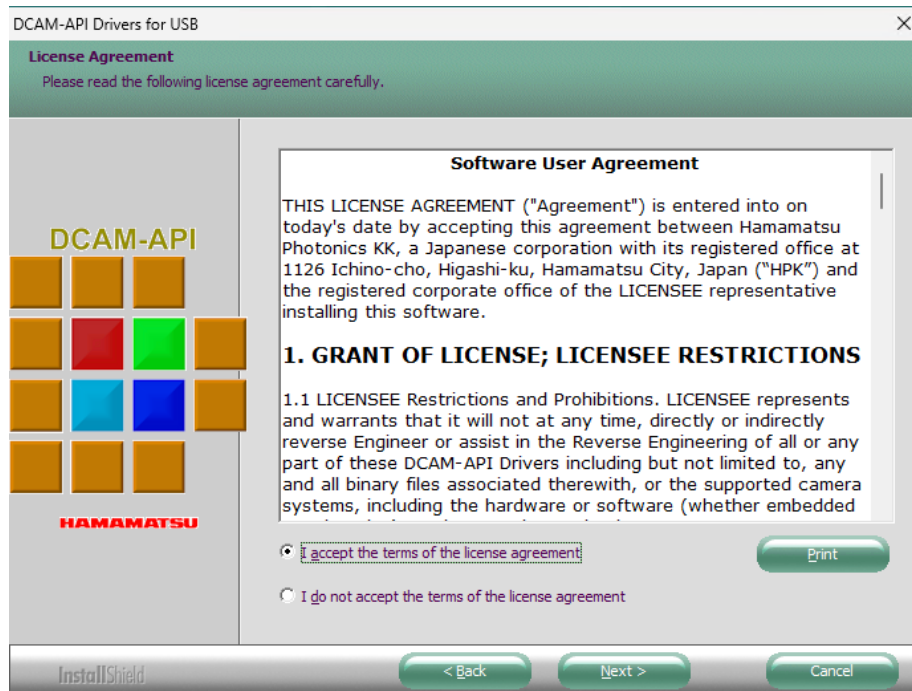 DCAM-API Drivers for USB
License Agreement
Please read the following license agreement carefully.
DCAM-API
HAMAMATSU
Software User Agreement
THIS LICENSE AGREEMENT ("Agreement") is entered into on
today's date by accepting this agreement between Hamamatsu
Photonics KK, a Japanese corporation with its registered office at
1126 Ichino-cho, Higashi-ku, Hamamatsu City, Japan (“HPK”) and
the registered corporate office of the LICENSEE representative
installing this software.
1. GRANT OF LICENSE; LICENSEE RESTRICTIONS
1.1 LICENSEE Restrictions and Prohibitions. LICENSEE represents
and warrants that it will not at any time, directly or indirectly
reverse Engineer or assist in the Reverse Engineering of all or any
part of these DCAM-API Drivers including but not limited to, any
and all binary files associated therewith, or the supported camera
systems, including the hardware or software (whether embedded
I accept the terms of the license agreement
Print
I do not accept the terms of the license agreement
InstallShield
< Back
Next >
Cancel